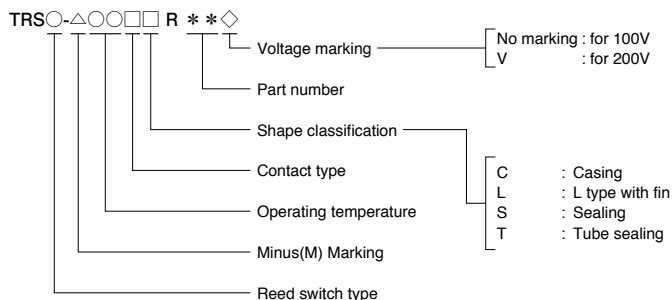 TRS○-△○○□□ R ＊＊◇
Voltage marking
No marking : for 100V
V : for 200V
Part number
Shape classification
C : Casing
L : L type with fin
S : Sealing
T : Tube sealing
Contact type
Operating temperature
Minus(M) Marking
Reed switch type